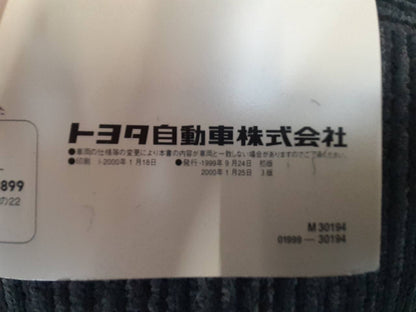 トヨタ自動車株式会社
●車両の仕様等の変更により本書の内容が車両と一致しない場合がありますのでご了承ください。
●印刷 I-2000年1月18日 ●発行-1999年9月24日 初版
2000年1月25日 3版
899
の22
M 30194
01999 — 30194